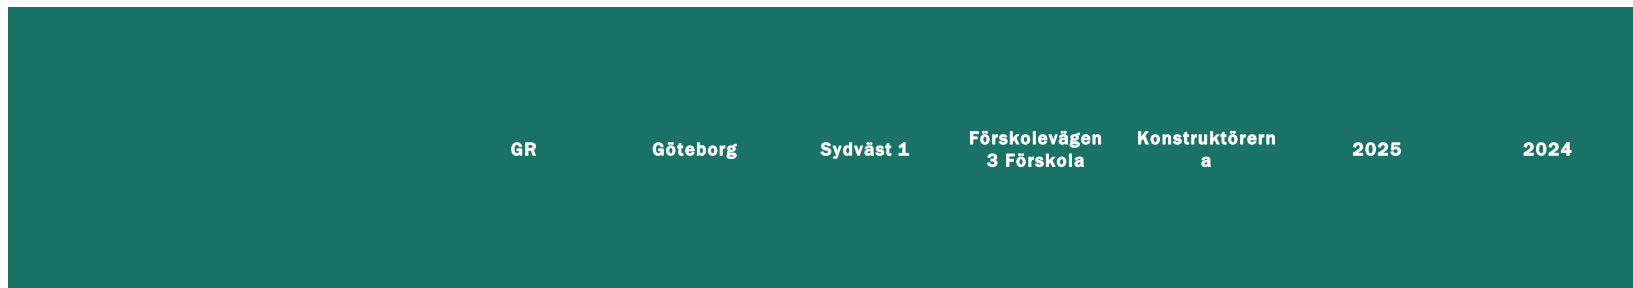 GR
Göteborg
Sydväst 1
Förskolevägen
3 Förskola
Konstruktörern
a
2025
2024